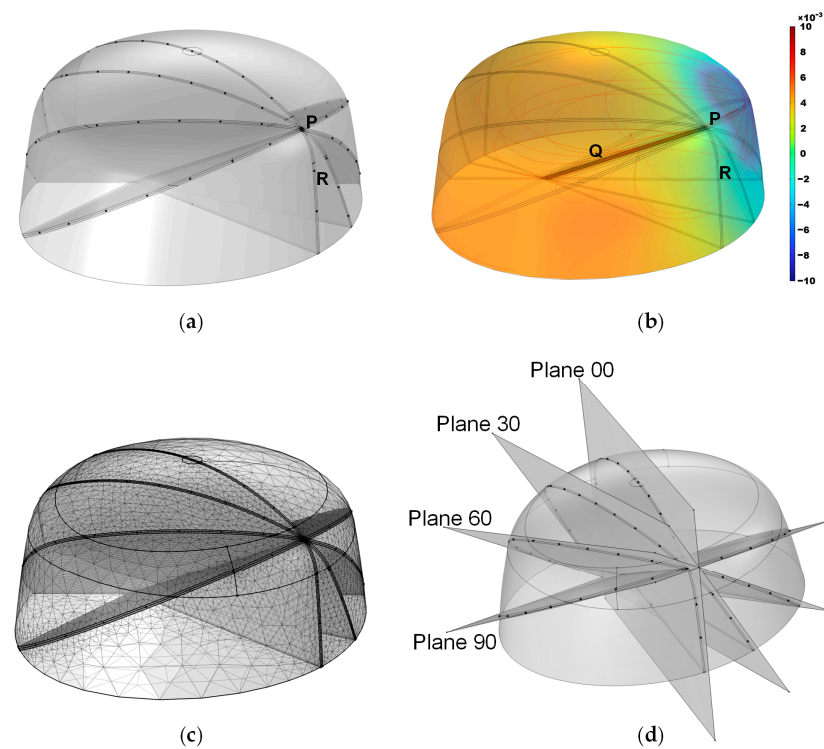 P
R
(a)
×10⁻³
10
8
6
4
2
0
−2
−4
−6
−8
−10
P
Q
R
(b)
(c)
Plane 00
Plane 30
Plane 60
Plane 90
(d)